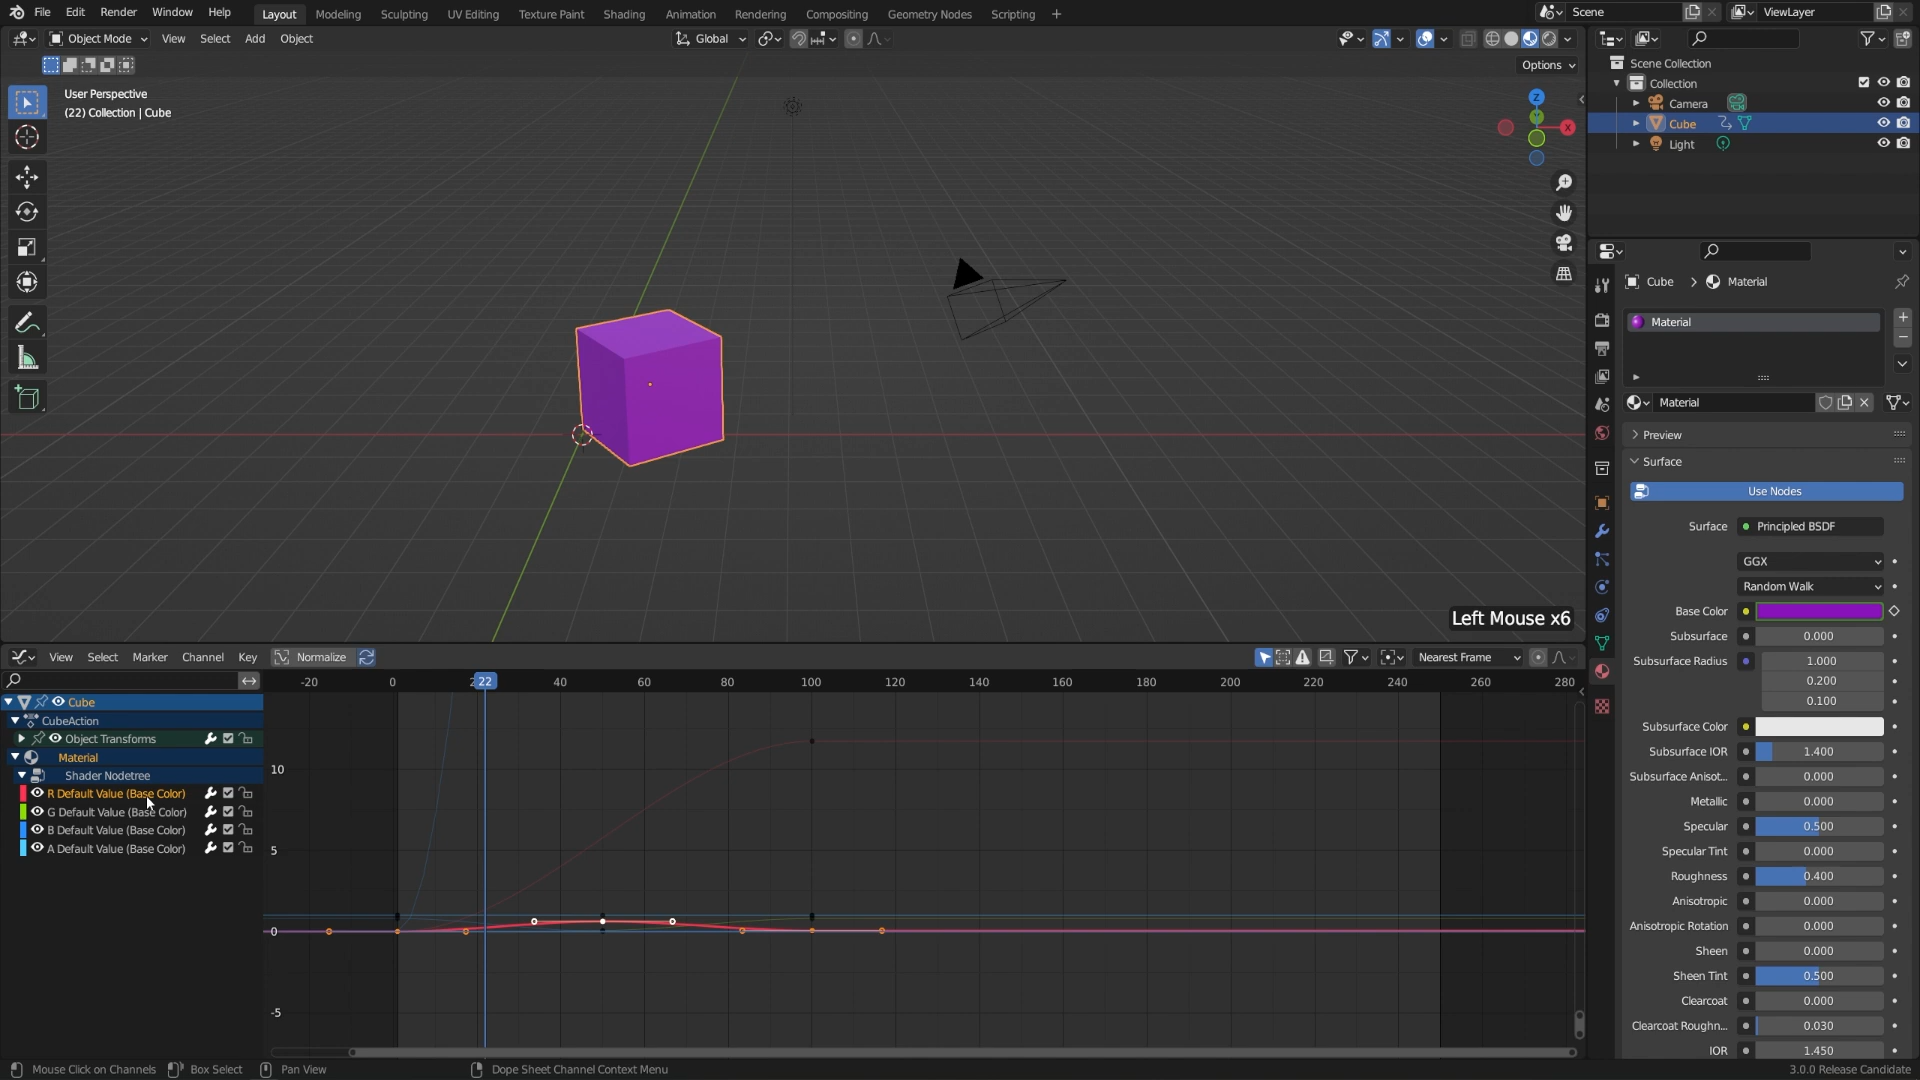 File Edit Render Window Help Layout Modeling Sculpting UV Editing Texture Paint Shading Animation Rendering Compositing Geometry Nodes Scripting + Scene ViewLayer
Object Mode View Select Add Object Global
Options
User Perspective
(22) Collection | Cube
Z
X
Left Mouse x6
Scene Collection
Collection
Camera
Cube
Light
Cube > Material
Material
Material
Preview
Surface
Use Nodes
Surface Principled BSDF
GGX
Random Walk
Base Color
Subsurface 0.000
Subsurface Radius 1.000
0.200
0.100
Subsurface Color
Subsurface IOR 1.400
Subsurface Anisot... 0.000
Metallic 0.000
Specular 0.500
Specular Tint 0.000
Roughness 0.400
Anisotropic 0.000
Anisotropic Rotation 0.000
Sheen 0.000
Sheen Tint 0.500
Clearcoat 0.000
Clearcoat Roughn... 0.030
IOR 1.450
View Select Marker Channel Key Normalize Nearest Frame
-20 0 22 40 60 80 100 120 140 160 180 200 220 240 260 280
Cube
CubeAction
Object Transforms
Material
Shader Nodetree
R Default Value (Base Color)
G Default Value (Base Color)
B Default Value (Base Color)
A Default Value (Base Color)
10
5
0
-5
Mouse Click on Channels Box Select Pan View Dope Sheet Channel Context Menu 3.0.0 Release Candidate